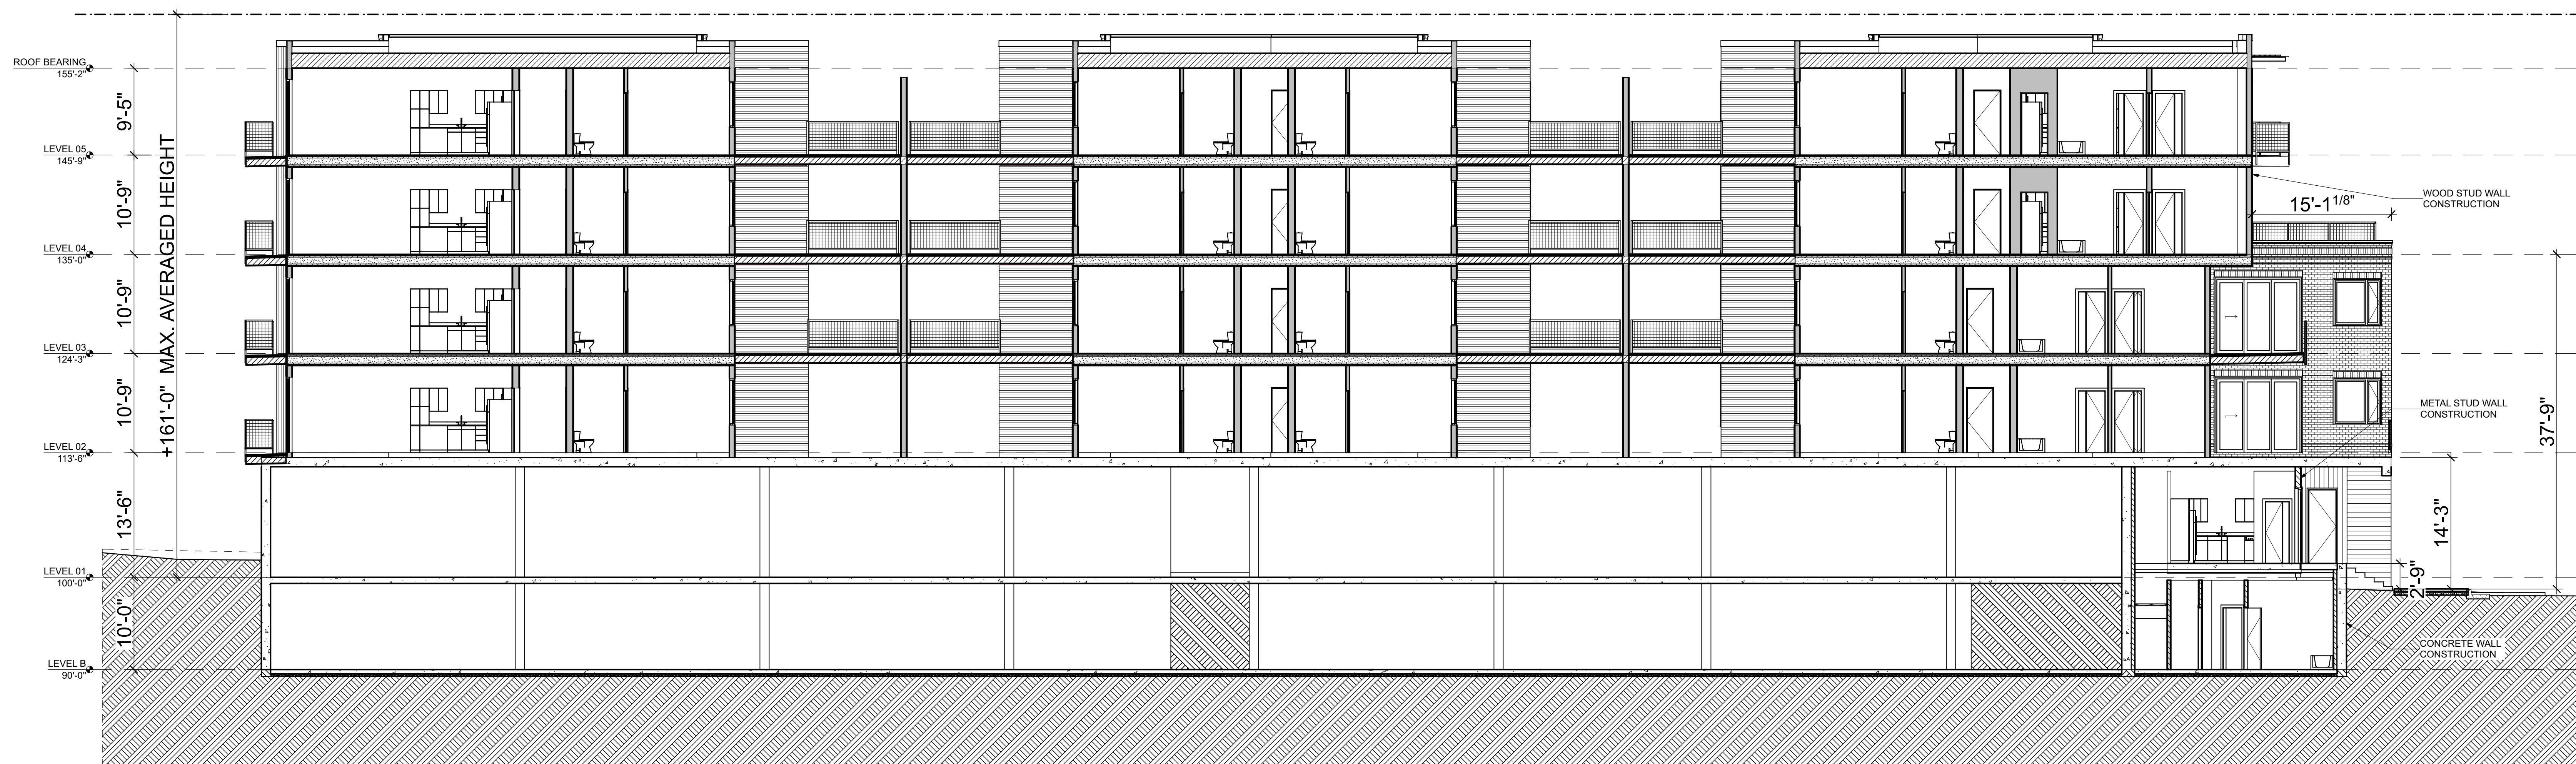 ROOF BEARING
155'-2"
9'-5"
LEVEL 05
145'-9"
10'-9"
LEVEL 04
135'-0"
10'-9"
LEVEL 03
124'-3"
10'-9"
LEVEL 02
113'-6"
13'-6"
LEVEL 01
100'-0"
10'-0"
LEVEL B
90'-0"
+161'-0" MAX. AVERAGED HEIGHT
WOOD STUD WALL
CONSTRUCTION
15'-1 1/8"
METAL STUD WALL
CONSTRUCTION
37'-9"
14'-3"
2'-9"
CONCRETE WALL
CONSTRUCTION